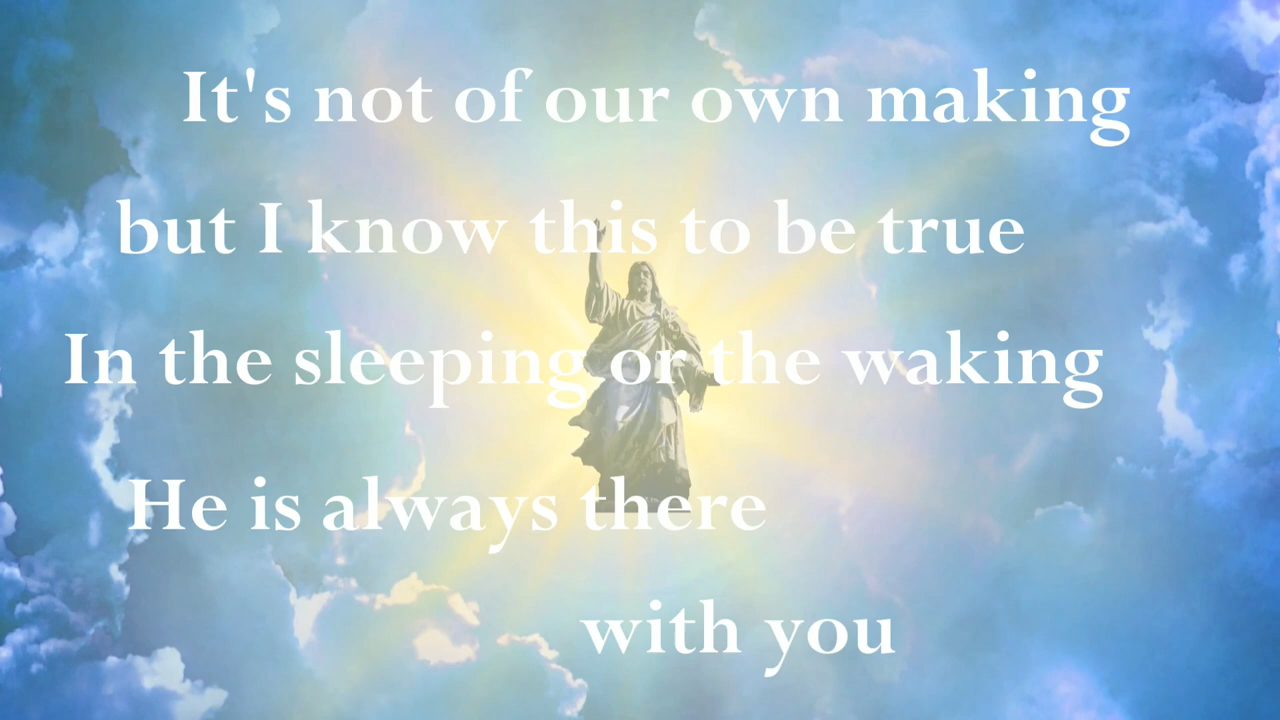 It's not of our own making
but I know this to be true
In the sleeping or the waking
He is always there
with you